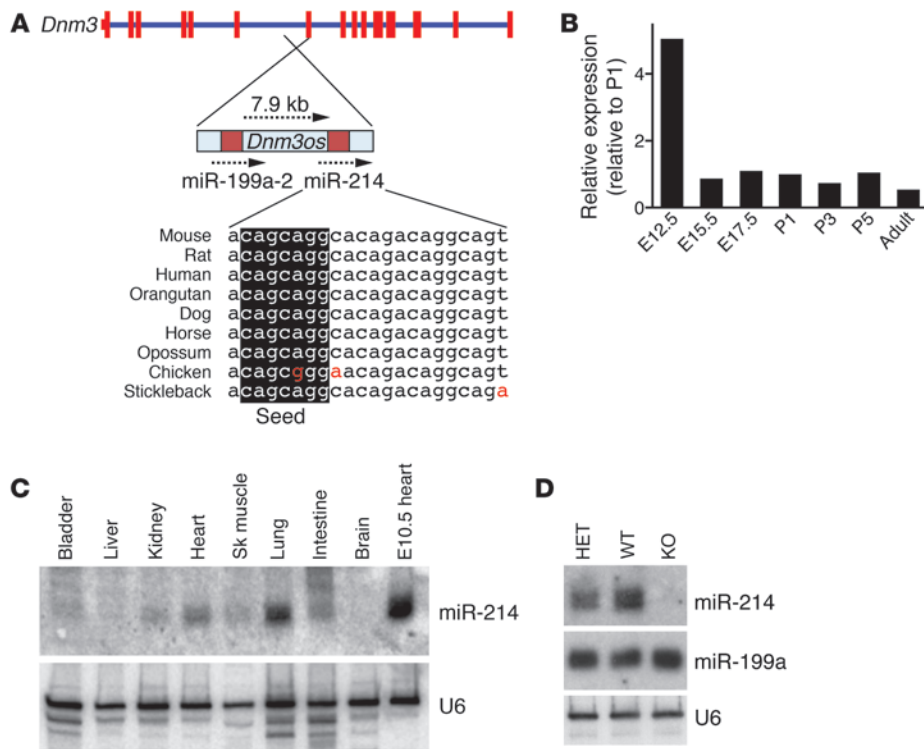 A
Dnm3
7.9 kb
Dnm3os
miR-199a-2 miR-214
Mouse acagcaggcacagacaggcagt
Rat acagcaggcacagacaggcagt
Human acagcaggcacagacaggcagt
Orangutan acagcaggcacagacaggcagt
Dog acagcaggcacagacaggcagt
Horse acagcaggcacagacaggcagt
Opossum acagcaggcacagacaggcagt
Chicken acagcgggaacagacaggcagt
Stickleback acagcaggcacagacaggcaga
Seed
B
Relative expression
(relative to P1)
4
2
0
E12.5 E15.5 E17.5 P1 P3 P5 Adult
C
Bladder Liver Kidney Heart Sk muscle Lung Intestine Brain E10.5 heart
miR-214
U6
D
HET WT KO
miR-214
miR-199a
U6